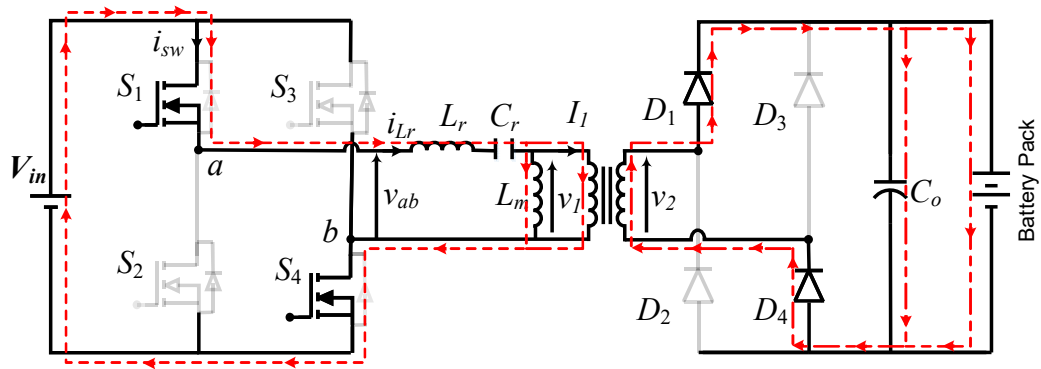 i_sw
S_1
S_3
i_Lr
L_r
C_r
I_1
D_1
D_3
V_in
a
v_ab
L_m
v_1
v_2
C_o
Battery Pack
b
S_2
S_4
D_2
D_4